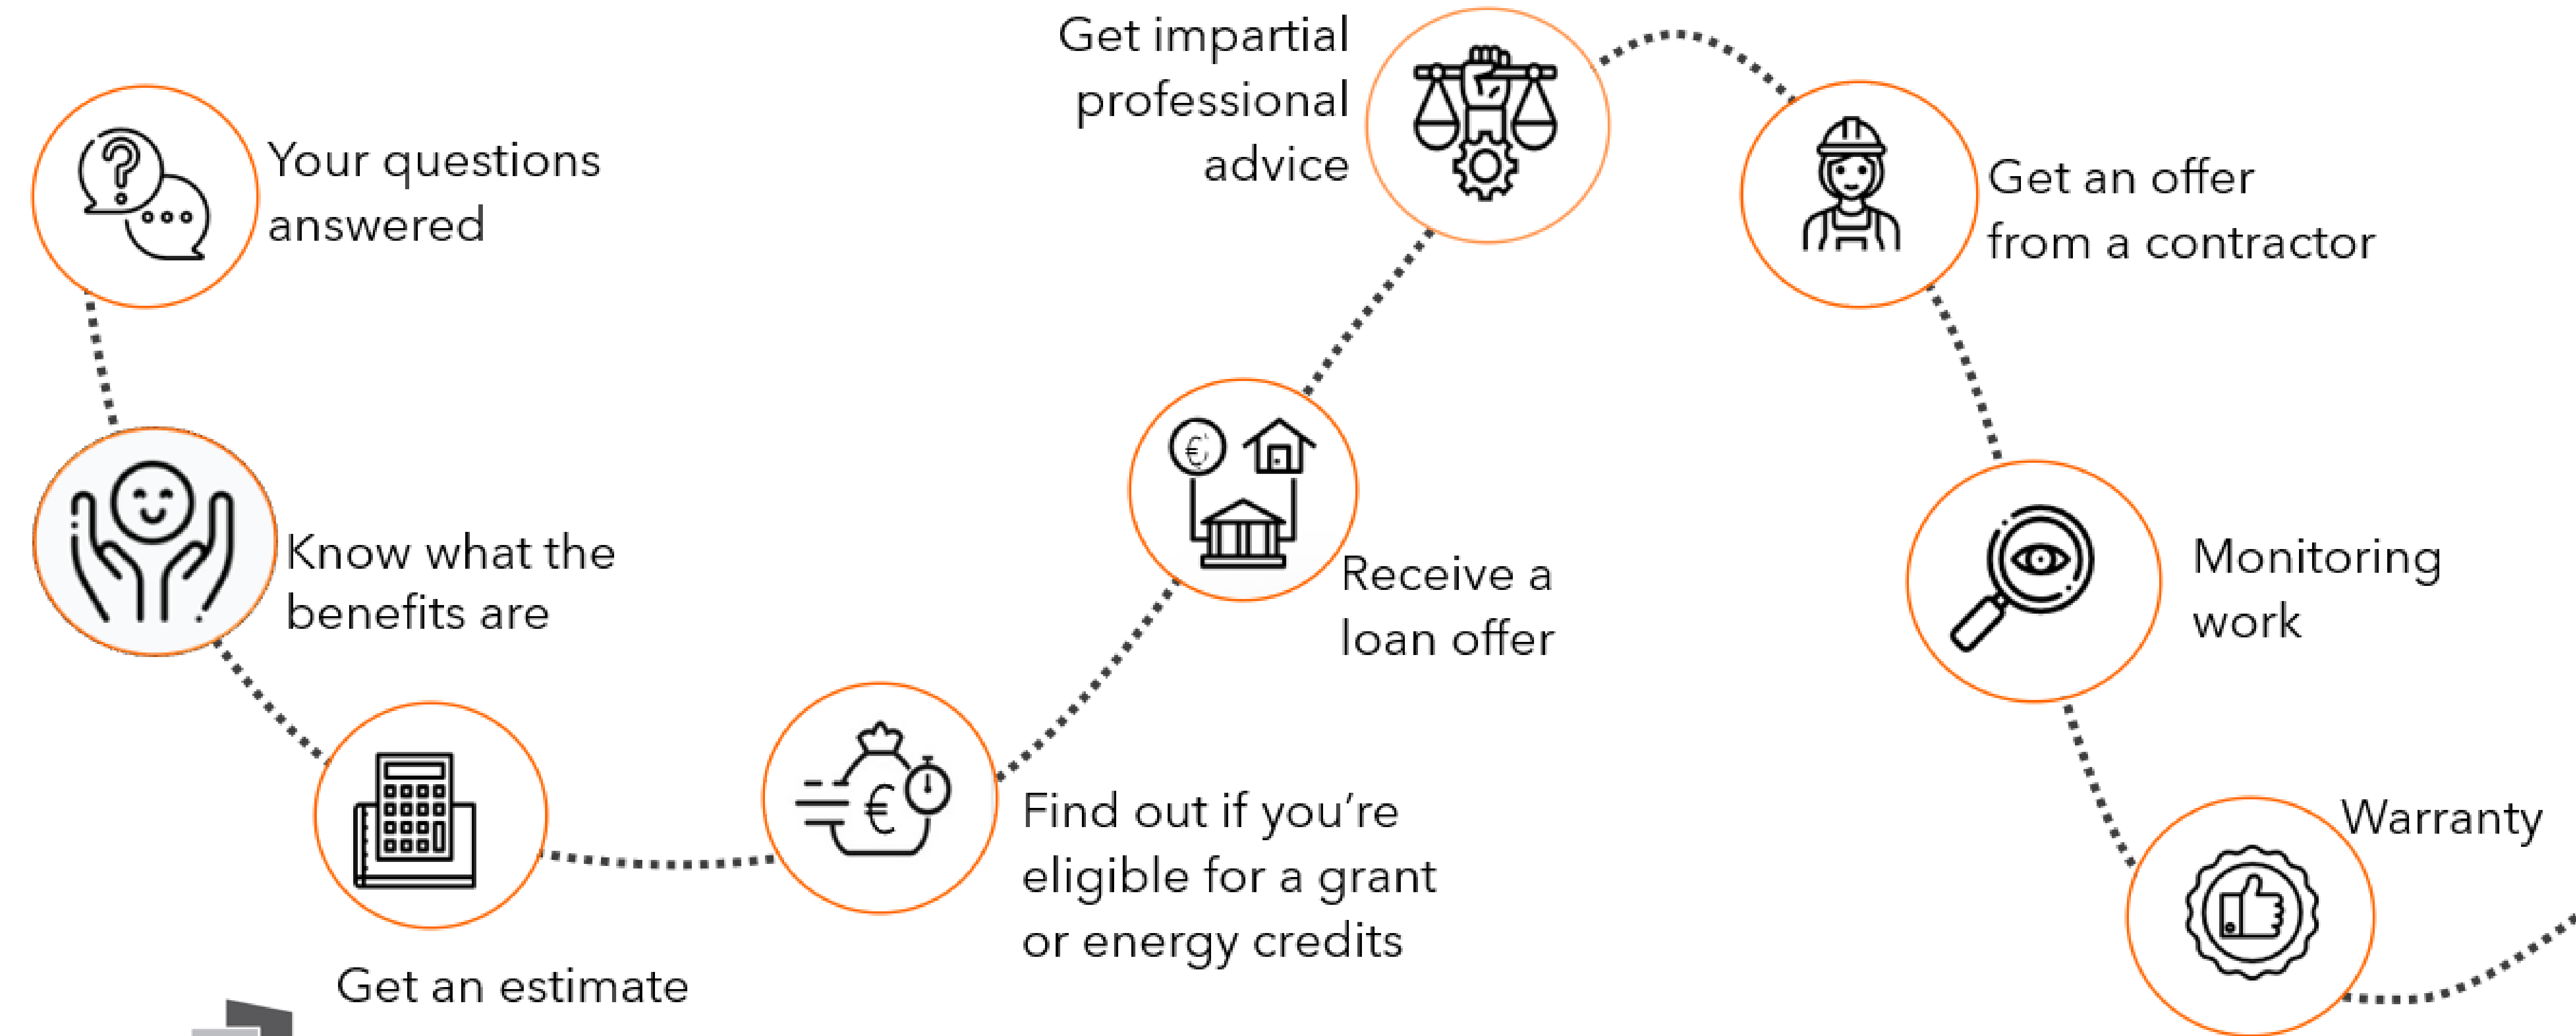 Your questions
answered
Know what the
benefits are
Get an estimate
Find out if you're
eligible for a grant
or energy credits
Receive a
loan offer
Get impartial
professional
advice
Get an offer
from a contractor
Monitoring
work
Warranty